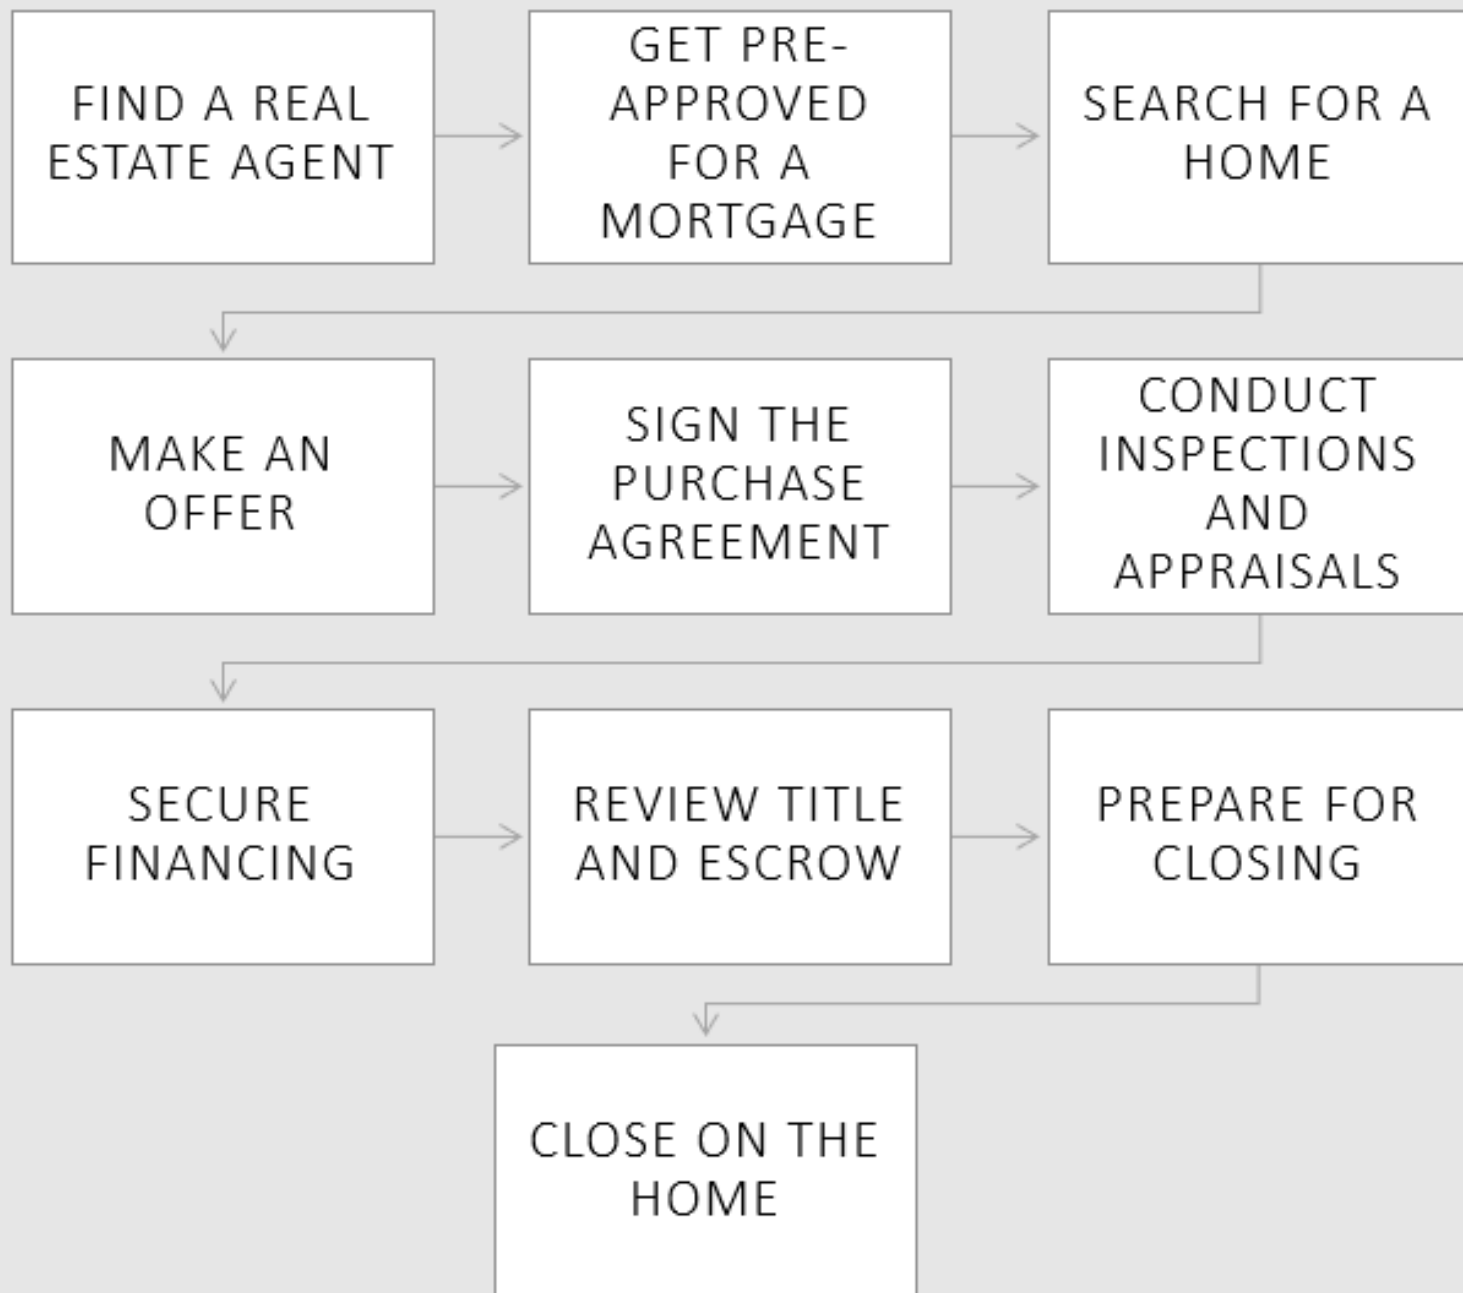 FIND A REAL
ESTATE AGENT
GET PRE-
APPROVED
FOR A
MORTGAGE
SEARCH FOR A
HOME
MAKE AN
OFFER
SIGN THE
PURCHASE
AGREEMENT
CONDUCT
INSPECTIONS
AND
APPRAISALS
SECURE
FINANCING
REVIEW TITLE
AND ESCROW
PREPARE FOR
CLOSING
CLOSE ON THE
HOME